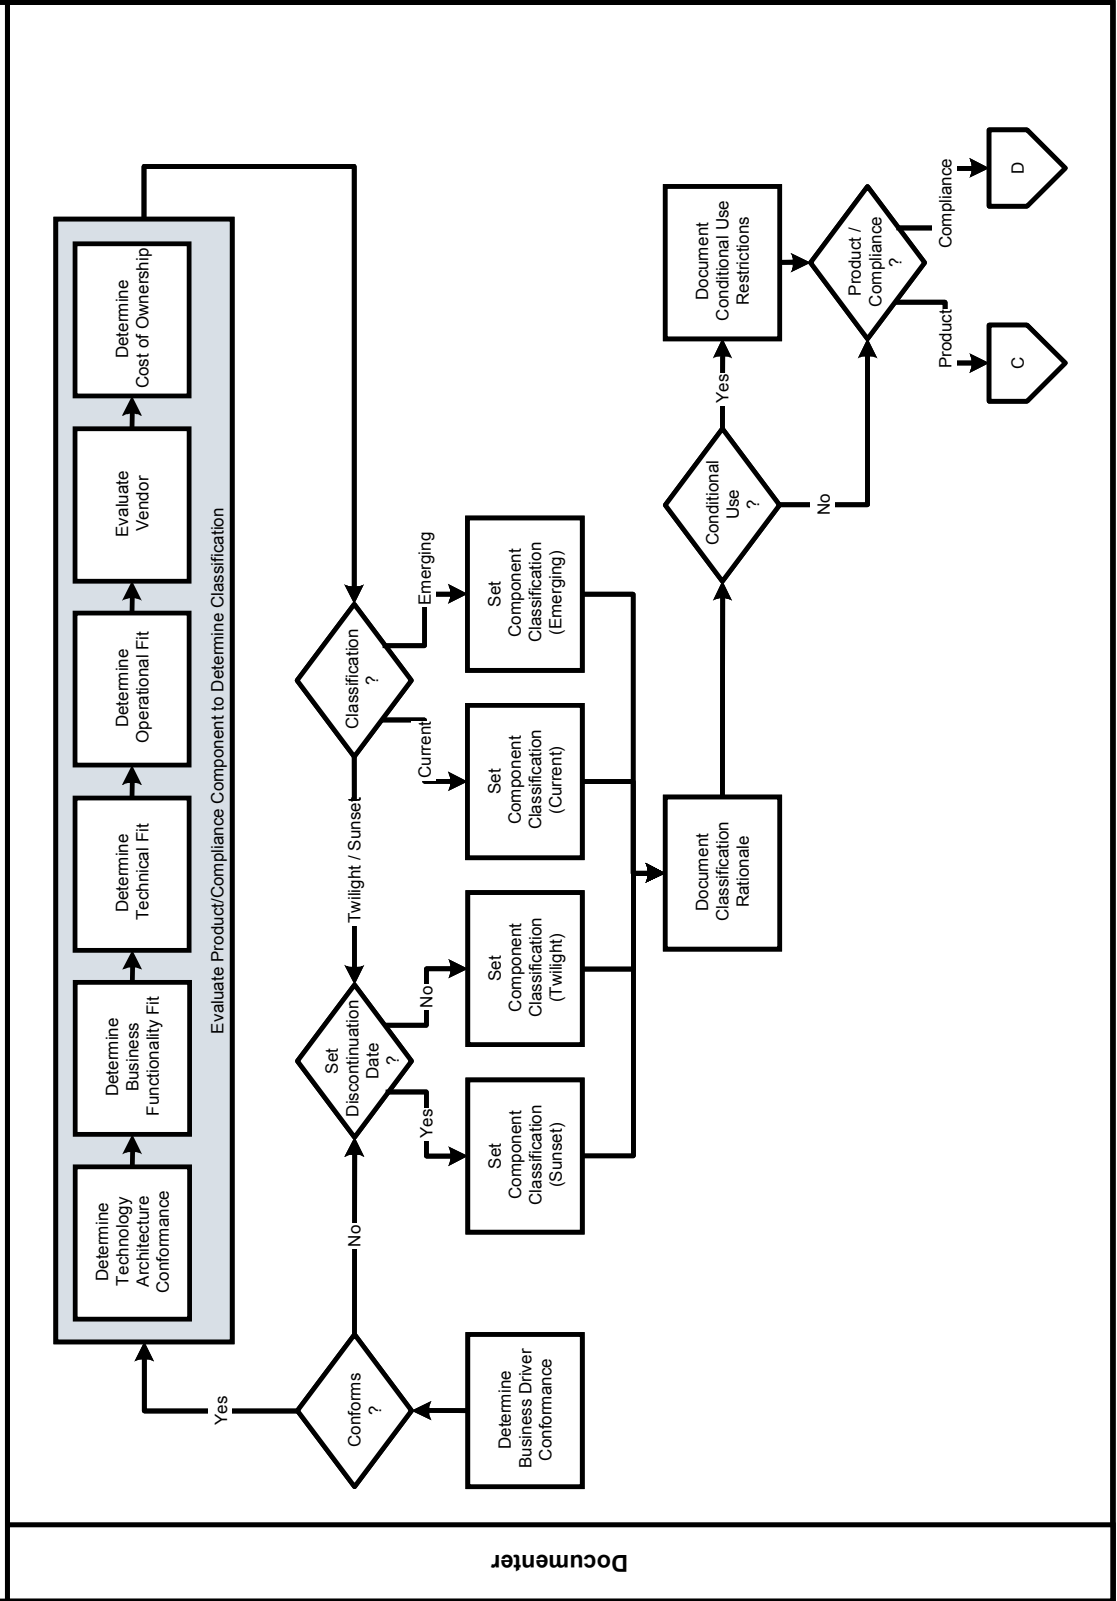 Documenter
Determine
Business Driver
Conformance
Conforms
?
Yes
No
Determine
Technology
Architecture
Conformance
Determine
Business
Functionality Fit
Determine
Technical Fit
Determine
Operational Fit
Evaluate
Vendor
Determine
Cost of Ownership
Evaluate Product/Compliance Component to Determine Classification
Classification
?
Twilight / Sunset
Current
Emerging
Set
Discontinuation
Date
?
Yes
No
Set
Component
Classification
(Sunset)
Set
Component
Classification
(Twilight)
Set
Component
Classification
(Current)
Set
Component
Classification
(Emerging)
Document
Classification
Rationale
Conditional
Use
?
Yes
No
Document
Conditional Use
Restrictions
Product /
Compliance
?
Product
Compliance
C
D